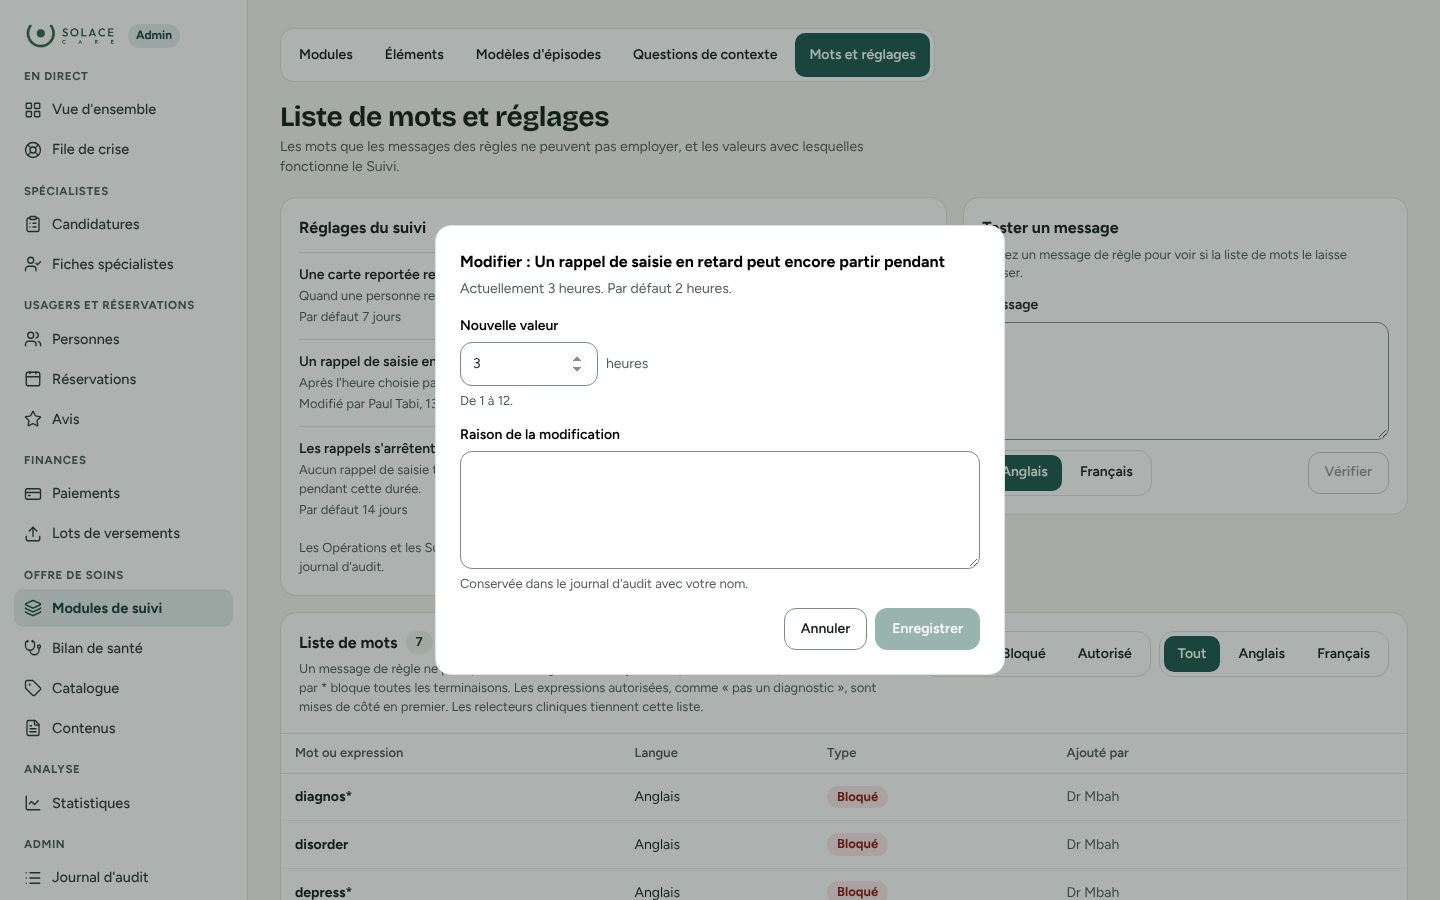 SOLACE
CARE
Admin
EN DIRECT
Vue d'ensemble
File de crise
SPÉCIALISTES
Candidatures
Fiches spécialistes
USAGERS ET RÉSERVATIONS
Personnes
Réservations
Avis
FINANCES
Paiements
Lots de versements
OFFRE DE SOINS
Modules de suivi
Bilan de santé
Catalogue
Contenus
ANALYSE
Statistiques
ADMIN
Journal d'audit
Modules
Éléments
Modèles d'épisodes
Questions de contexte
Mots et réglages
Liste de mots et réglages
Les mots que les messages des règles ne peuvent pas employer, et les valeurs avec lesquelles
fonctionne le Suivi.
Réglages du suivi
Une carte reportée
Quand une personne
Par défaut 7 jours
Un rappel de saisie
Après l'heure choisie
Modifié par Paul Tabi,
Les rappels s'arrêtent
Aucun rappel de saisie
pendant cette durée.
Par défaut 14 jours
Les Opérations et les
journal d'audit.
un message de règle pour voir si la liste de mots le laisse
Anglais
Français
Vérifier
Modifier : Un rappel de saisie en retard peut encore partir pendant
Actuellement 3 heures. Par défaut 2 heures.
Nouvelle valeur
3
heures
De 1 à 12.
Raison de la modification
Conservée dans le journal d'audit avec votre nom.
Annuler
Enregistrer
Liste de mots
7
Bloqué
Autorisé
Tout
Anglais
Français
Un message de règle ne
par * bloque toutes les terminaisons. Les expressions autorisées, comme « pas un diagnostic », sont
mises de côté en premier. Les relecteurs cliniques tiennent cette liste.
Mot ou expression
Langue
Type
Ajouté par
diagnos*
Anglais
Bloqué
Dr Mbah
disorder
Anglais
Bloqué
Dr Mbah
depress*
Anglais
Bloqué
Dr Mbah